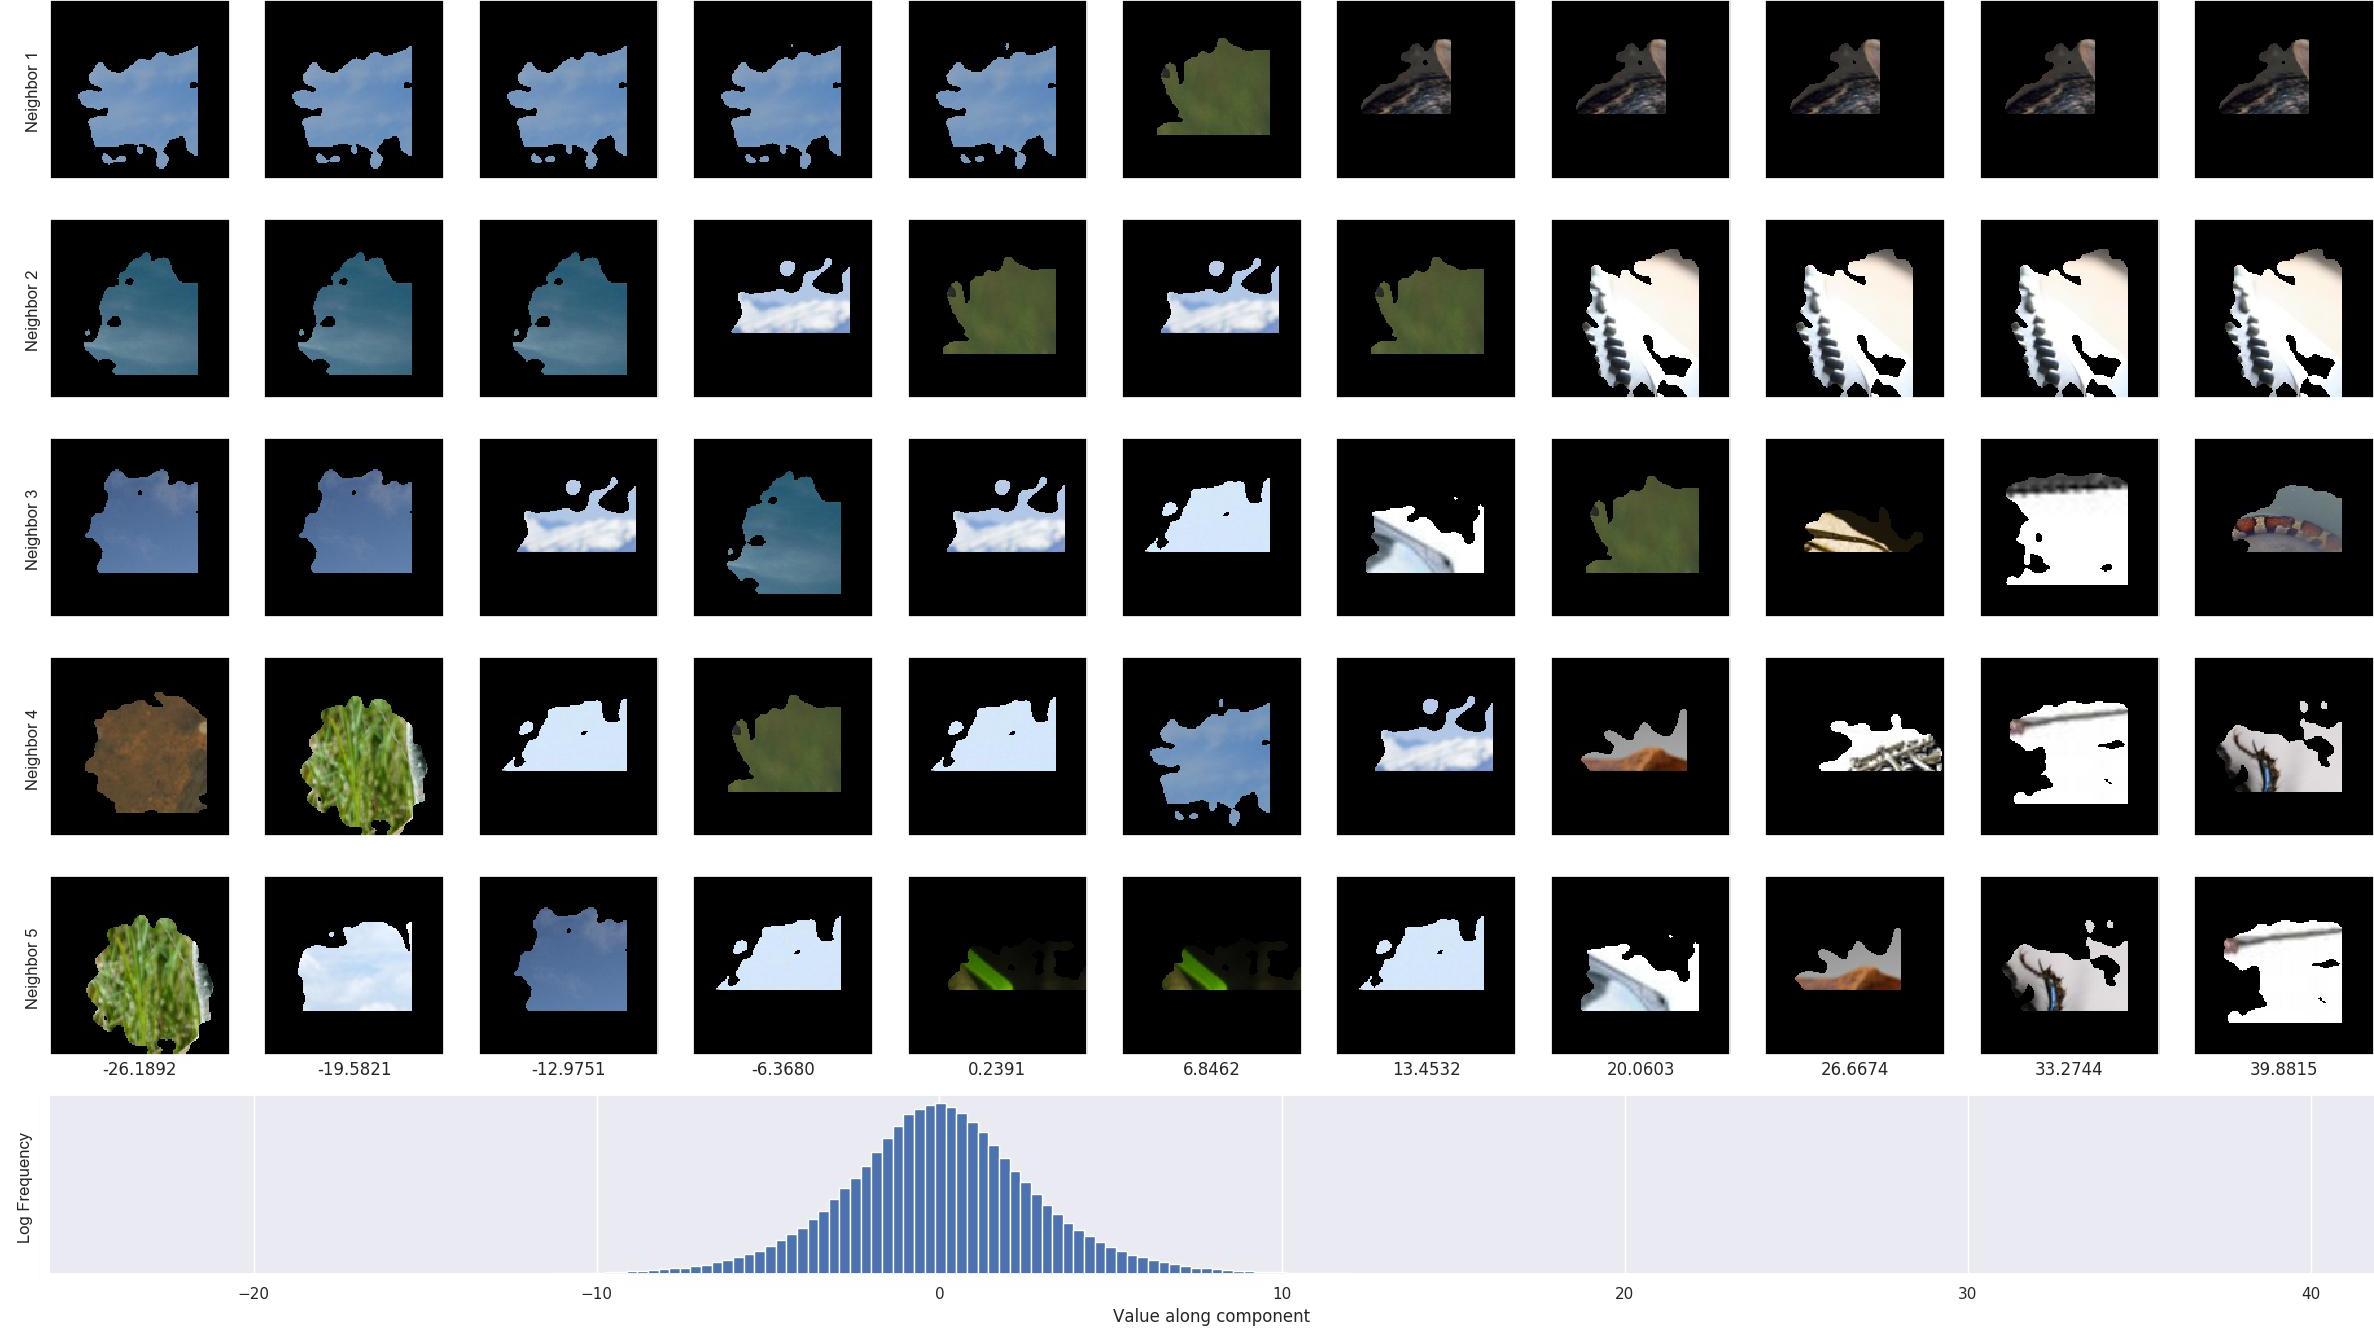 Neighbor 1
Neighbor 2
Neighbor 3
Neighbor 4
Neighbor 5
-26.1892 -19.5821 -12.9751 -6.3680 0.2391 6.8462 13.4532 20.0603 26.6674 33.2744 39.8815
Log Frequency
−20 −10 0 10 20 30 40
Value along component